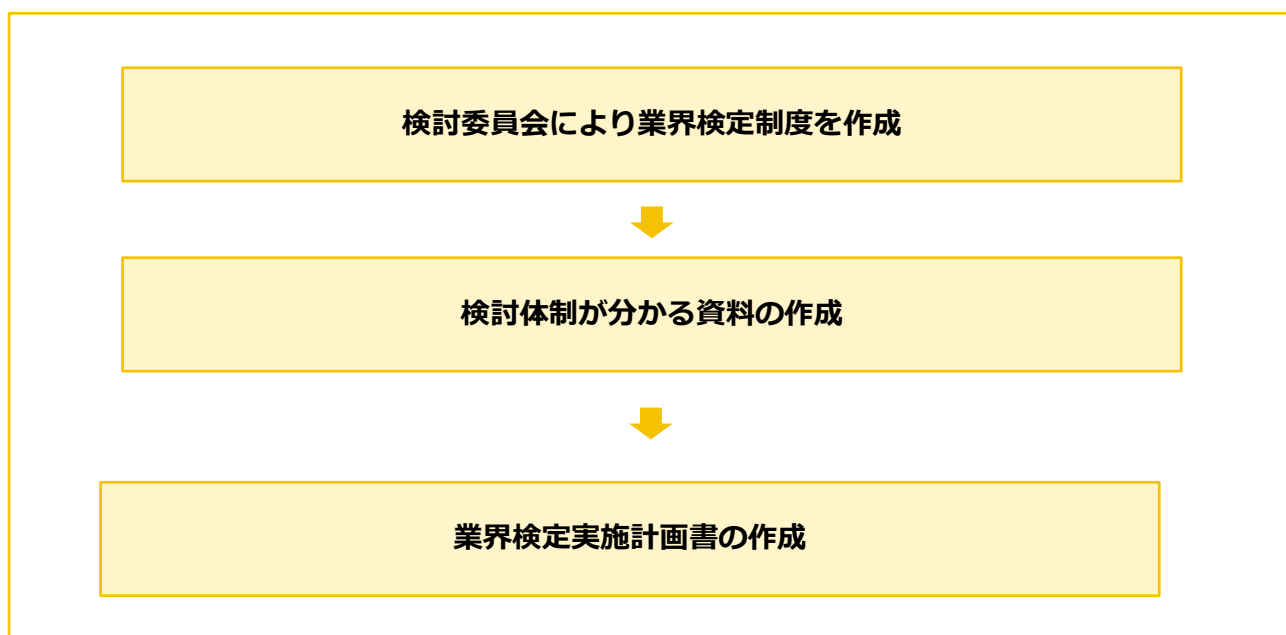 検討委員会により業界検定制度を作成
検討体制が分かる資料の作成
業界検定実施計画書の作成